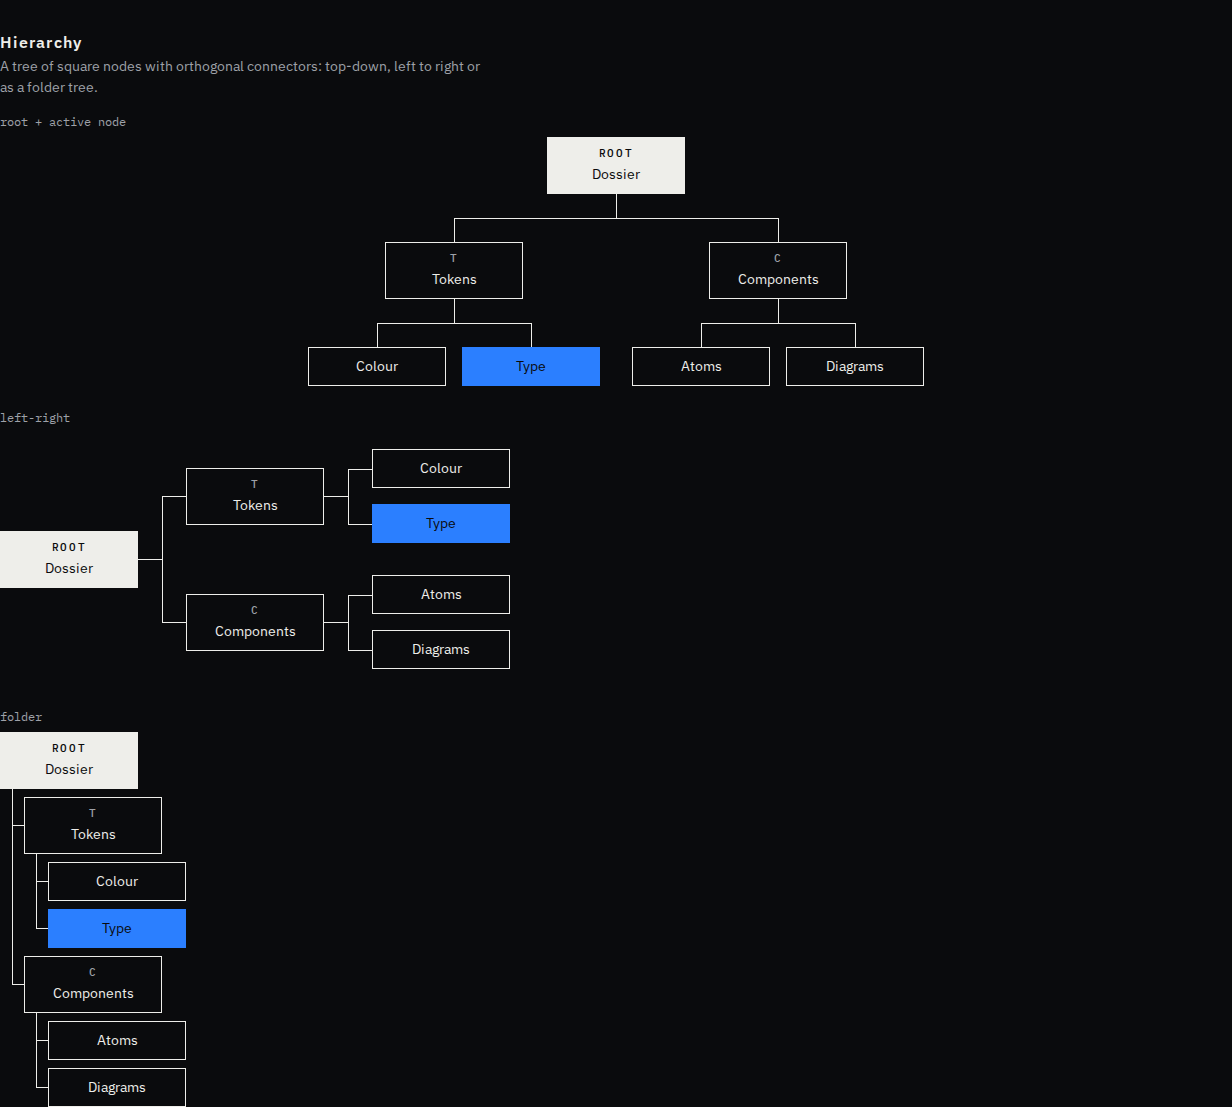 Hierarchy
A tree of square nodes with orthogonal connectors: top-down, left to right or
as a folder tree.
root + active node
ROOT
Dossier
T
Tokens
C
Components
Colour
Type
Atoms
Diagrams
left-right
ROOT
Dossier
T
Tokens
Colour
Type
C
Components
Atoms
Diagrams
folder
ROOT
Dossier
T
Tokens
Colour
Type
C
Components
Atoms
Diagrams